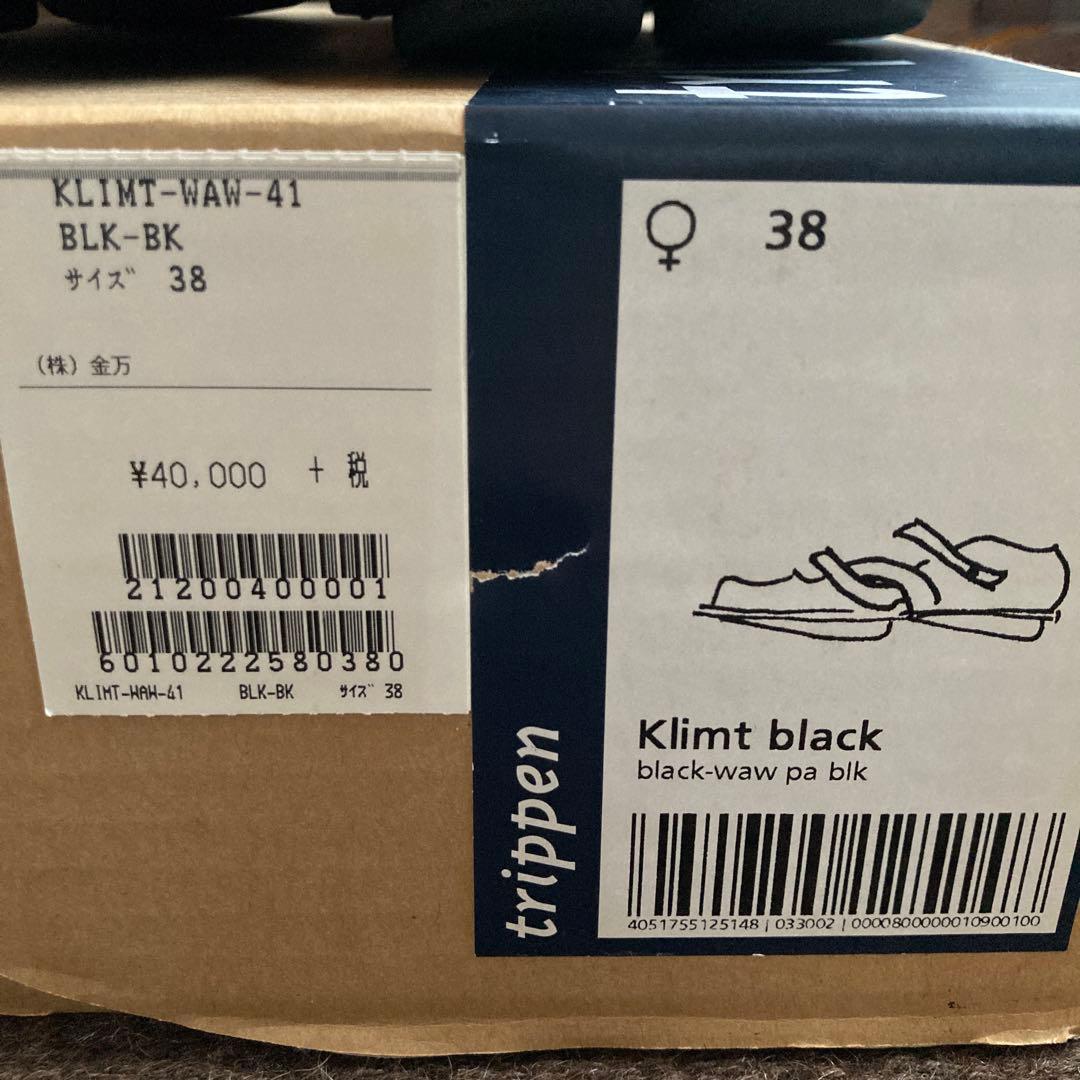 KLIMT-WAW-41
BLK-BK
サイズ 38
(株)金万
¥40,000 + 税
21200400001
6010222580380
KLIMT-WAW-41 BLK-BK サイズ 38
♀ 38
trippen
Klimt black
black-waw pa blk
4051755125148 | 033002 | 0000800000010900100